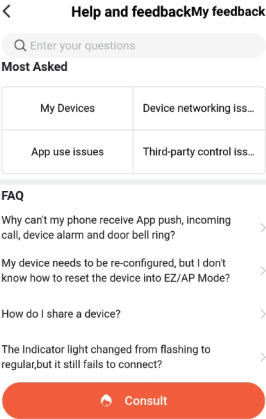 Help and feedback My feedback
Enter your questions
Most Asked
My Devices
Device networking iss...
App use issues
Third-party control iss...
FAQ
Why can't my phone receive App push, incoming
call, device alarm and door bell ring?
My device needs to be re-configured, but I don't
know how to reset the device into EZ/AP Mode?
How do I share a device?
The Indicator light changed from flashing to
regular,but it still fails to connect?
Consult